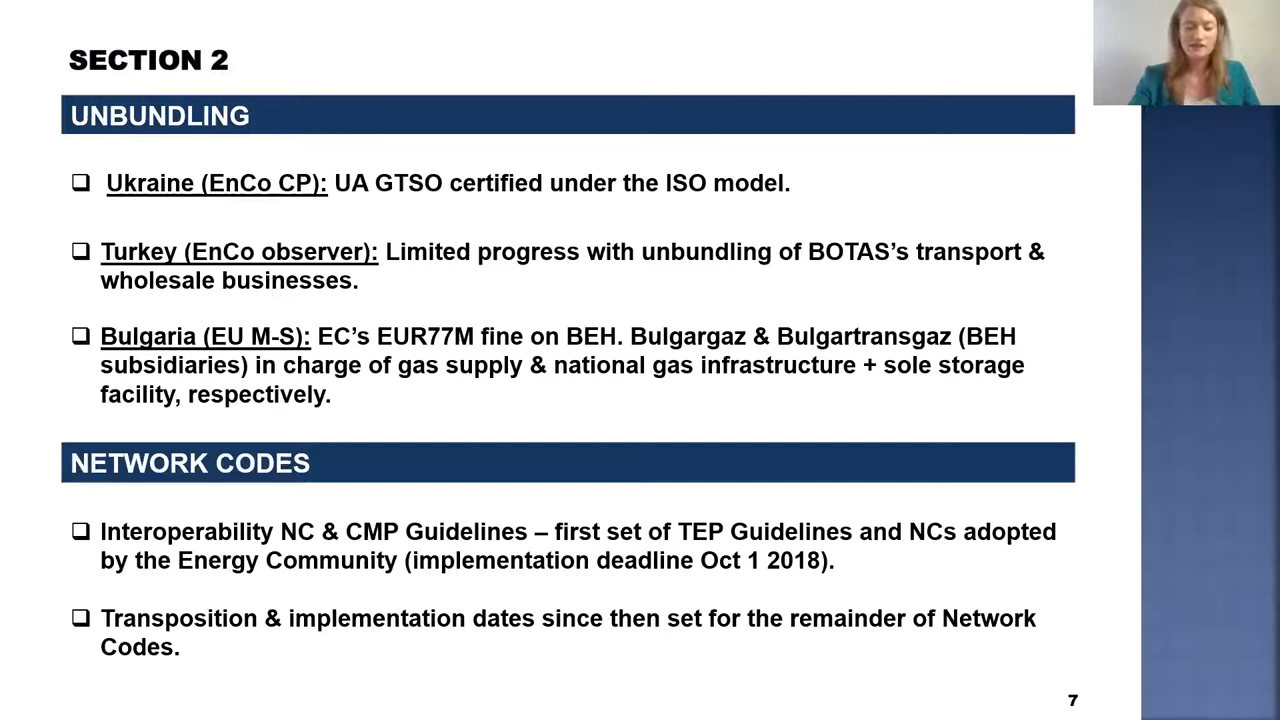 SECTION 2
UNBUNDLING
❑ Ukraine (EnCo CP): UA GTSO certified under the ISO model.
❑ Turkey (EnCo observer): Limited progress with unbundling of BOTAS’s transport &
wholesale businesses.
❑ Bulgaria (EU M-S): EC’s EUR77M fine on BEH. Bulgargaz & Bulgartransgaz (BEH
subsidiaries) in charge of gas supply & national gas infrastructure + sole storage
facility, respectively.
NETWORK CODES
❑ Interoperability NC & CMP Guidelines – first set of TEP Guidelines and NCs adopted
by the Energy Community (implementation deadline Oct 1 2018).
❑ Transposition & implementation dates since then set for the remainder of Network
Codes.
7